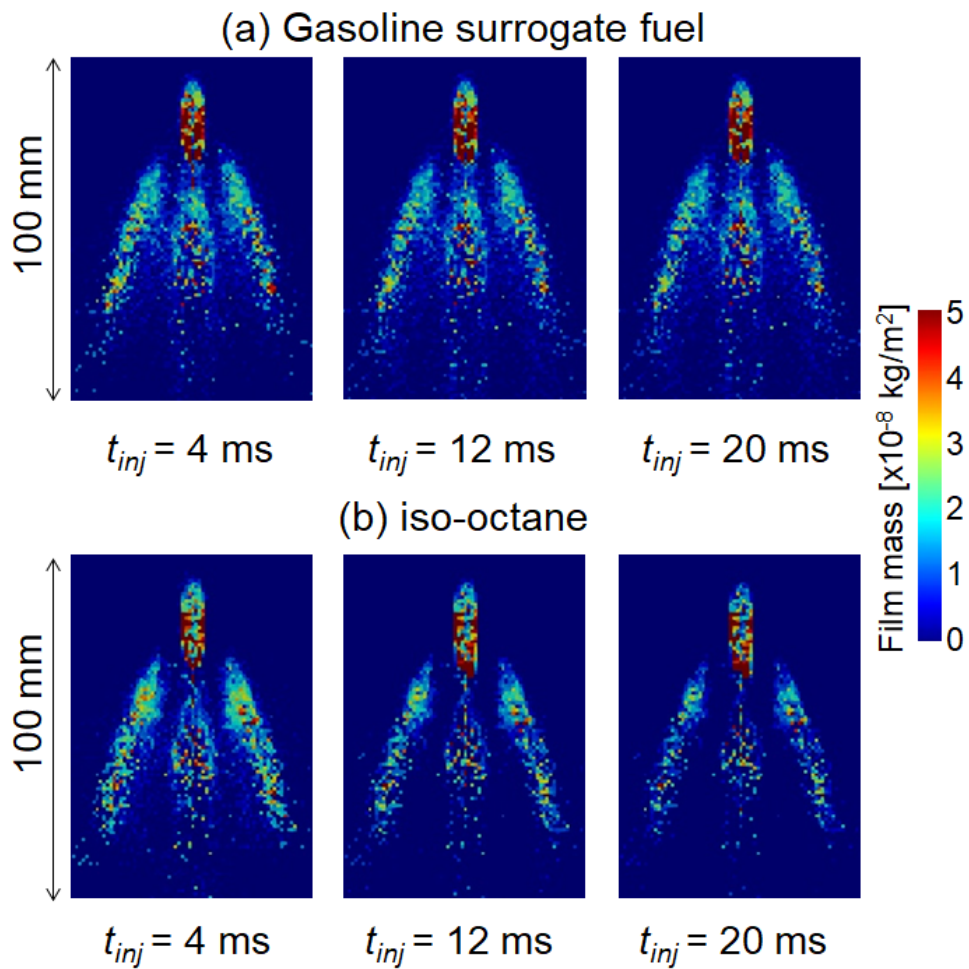 (a) Gasoline surrogate fuel
100 mm
t_inj = 4 ms
t_inj = 12 ms
t_inj = 20 ms
(b) iso-octane
100 mm
t_inj = 4 ms
t_inj = 12 ms
t_inj = 20 ms
Film mass [x10⁻⁸ kg/m²]
5
4
3
2
1
0